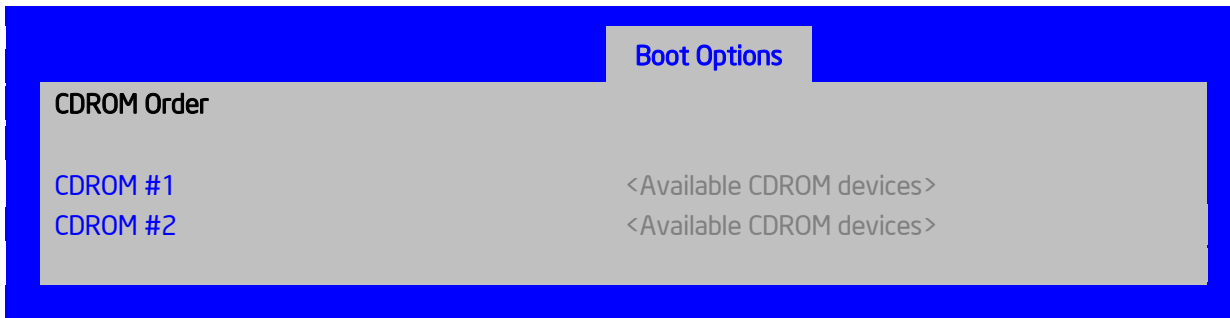 Boot Options
CDROM Order
CDROM #1 <Available CDROM devices>
CDROM #2 <Available CDROM devices>